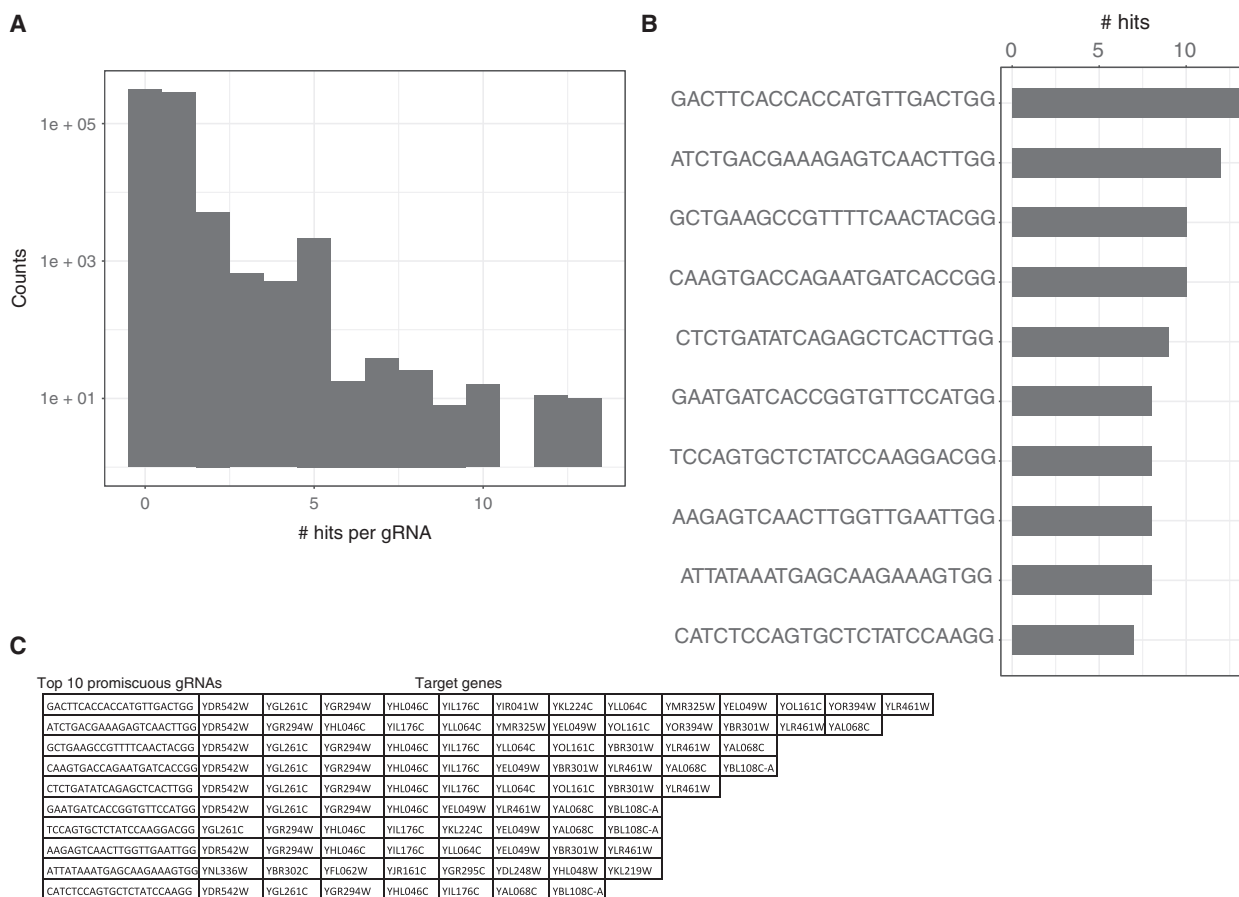 A
1e + 05
1e + 03
1e + 01
Counts
0 5 10
# hits per gRNA
B
# hits
0 5 10
GACTTCACCACCATGTTGACTGG
ATCTGACGAAAGAGTCAACTTGG
GCTGAAGCCGTTTTCAACTACGG
CAAGTGACCAGAATGATCACCGG
CTCTGATATCAGAGCTCACTTGG
GAATGATCACCGGTGTTCCATGG
TCCAGTGCTCTATCCAAGGACGG
AAGAGTCAACTTGGTTGAATTGG
ATTATAAATGAGCAAGAAAGTGG
CATCTCCAGTGCTCTATCCAAGG
C
Top 10 promiscuous gRNAs Target genes
GACTTCACCACCATGTTGACTGG YDR542W YGL261C YGR294W YHL046C YIL176C YIR041W YKL224C YLL064C YMR325W YEL049W YOL161C YOR394W YLR461W
ATCTGACGAAAGAGTCAACTTGG YDR542W YGR294W YHL046C YIL176C YLL064C YMR325W YEL049W YOL161C YOR394W YBR301W YLR461W YAL068C
GCTGAAGCCGTTTTCAACTACGG YDR542W YGL261C YGR294W YHL046C YIL176C YLL064C YOL161C YBR301W YLR461W YAL068C
CAAGTGACCAGAATGATCACCGG YDR542W YGL261C YGR294W YHL046C YIL176C YEL049W YBR301W YLR461W YAL068C YBL108C-A
CTCTGATATCAGAGCTCACTTGG YDR542W YGL261C YGR294W YHL046C YIL176C YLL064C YOL161C YBR301W YLR461W
GAATGATCACCGGTGTTCCATGG YDR542W YGL261C YGR294W YHL046C YEL049W YLR461W YAL068C YBL108C-A
TCCAGTGCTCTATCCAAGGACGG YGL261C YGR294W YHL046C YIL176C YKL224C YEL049W YAL068C YBL108C-A
AAGAGTCAACTTGGTTGAATTGG YDR542W YGR294W YHL046C YIL176C YLL064C YEL049W YBR301W YLR461W
ATTATAAATGAGCAAGAAAGTGG YNL336W YBR302C YFL062W YJR161C YGR295C YDL248W YHL048W YKL219W
CATCTCCAGTGCTCTATCCAAGG YDR542W YGL261C YGR294W YHL046C YIL176C YAL068C YBL108C-A